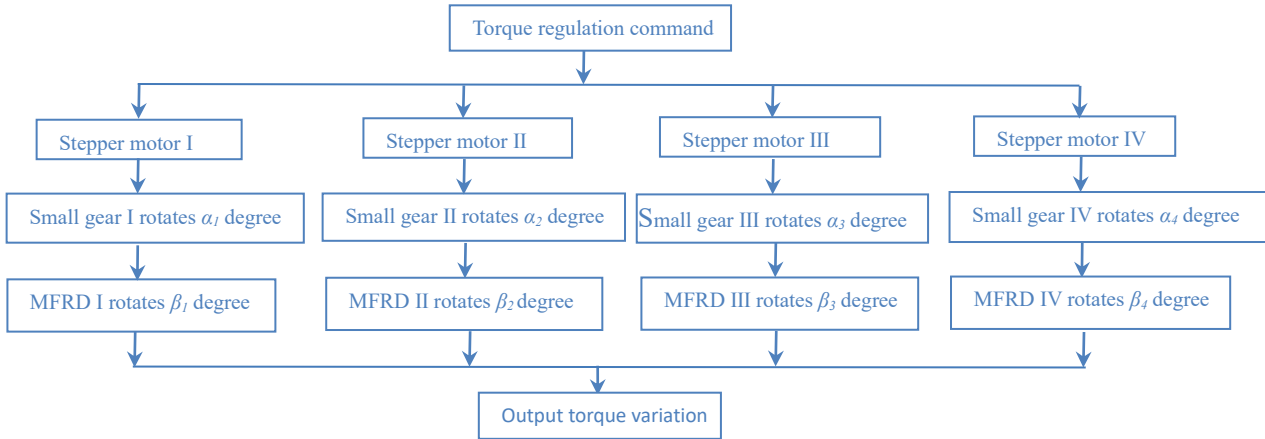 Torque regulation command
Stepper motor I
Stepper motor II
Stepper motor III
Stepper motor IV
Small gear I rotates α₁ degree
Small gear II rotates α₂ degree
Small gear III rotates α₃ degree
Small gear IV rotates α₄ degree
MFRD I rotates β₁ degree
MFRD II rotates β₂ degree
MFRD III rotates β₃ degree
MFRD IV rotates β₄ degree
Output torque variation